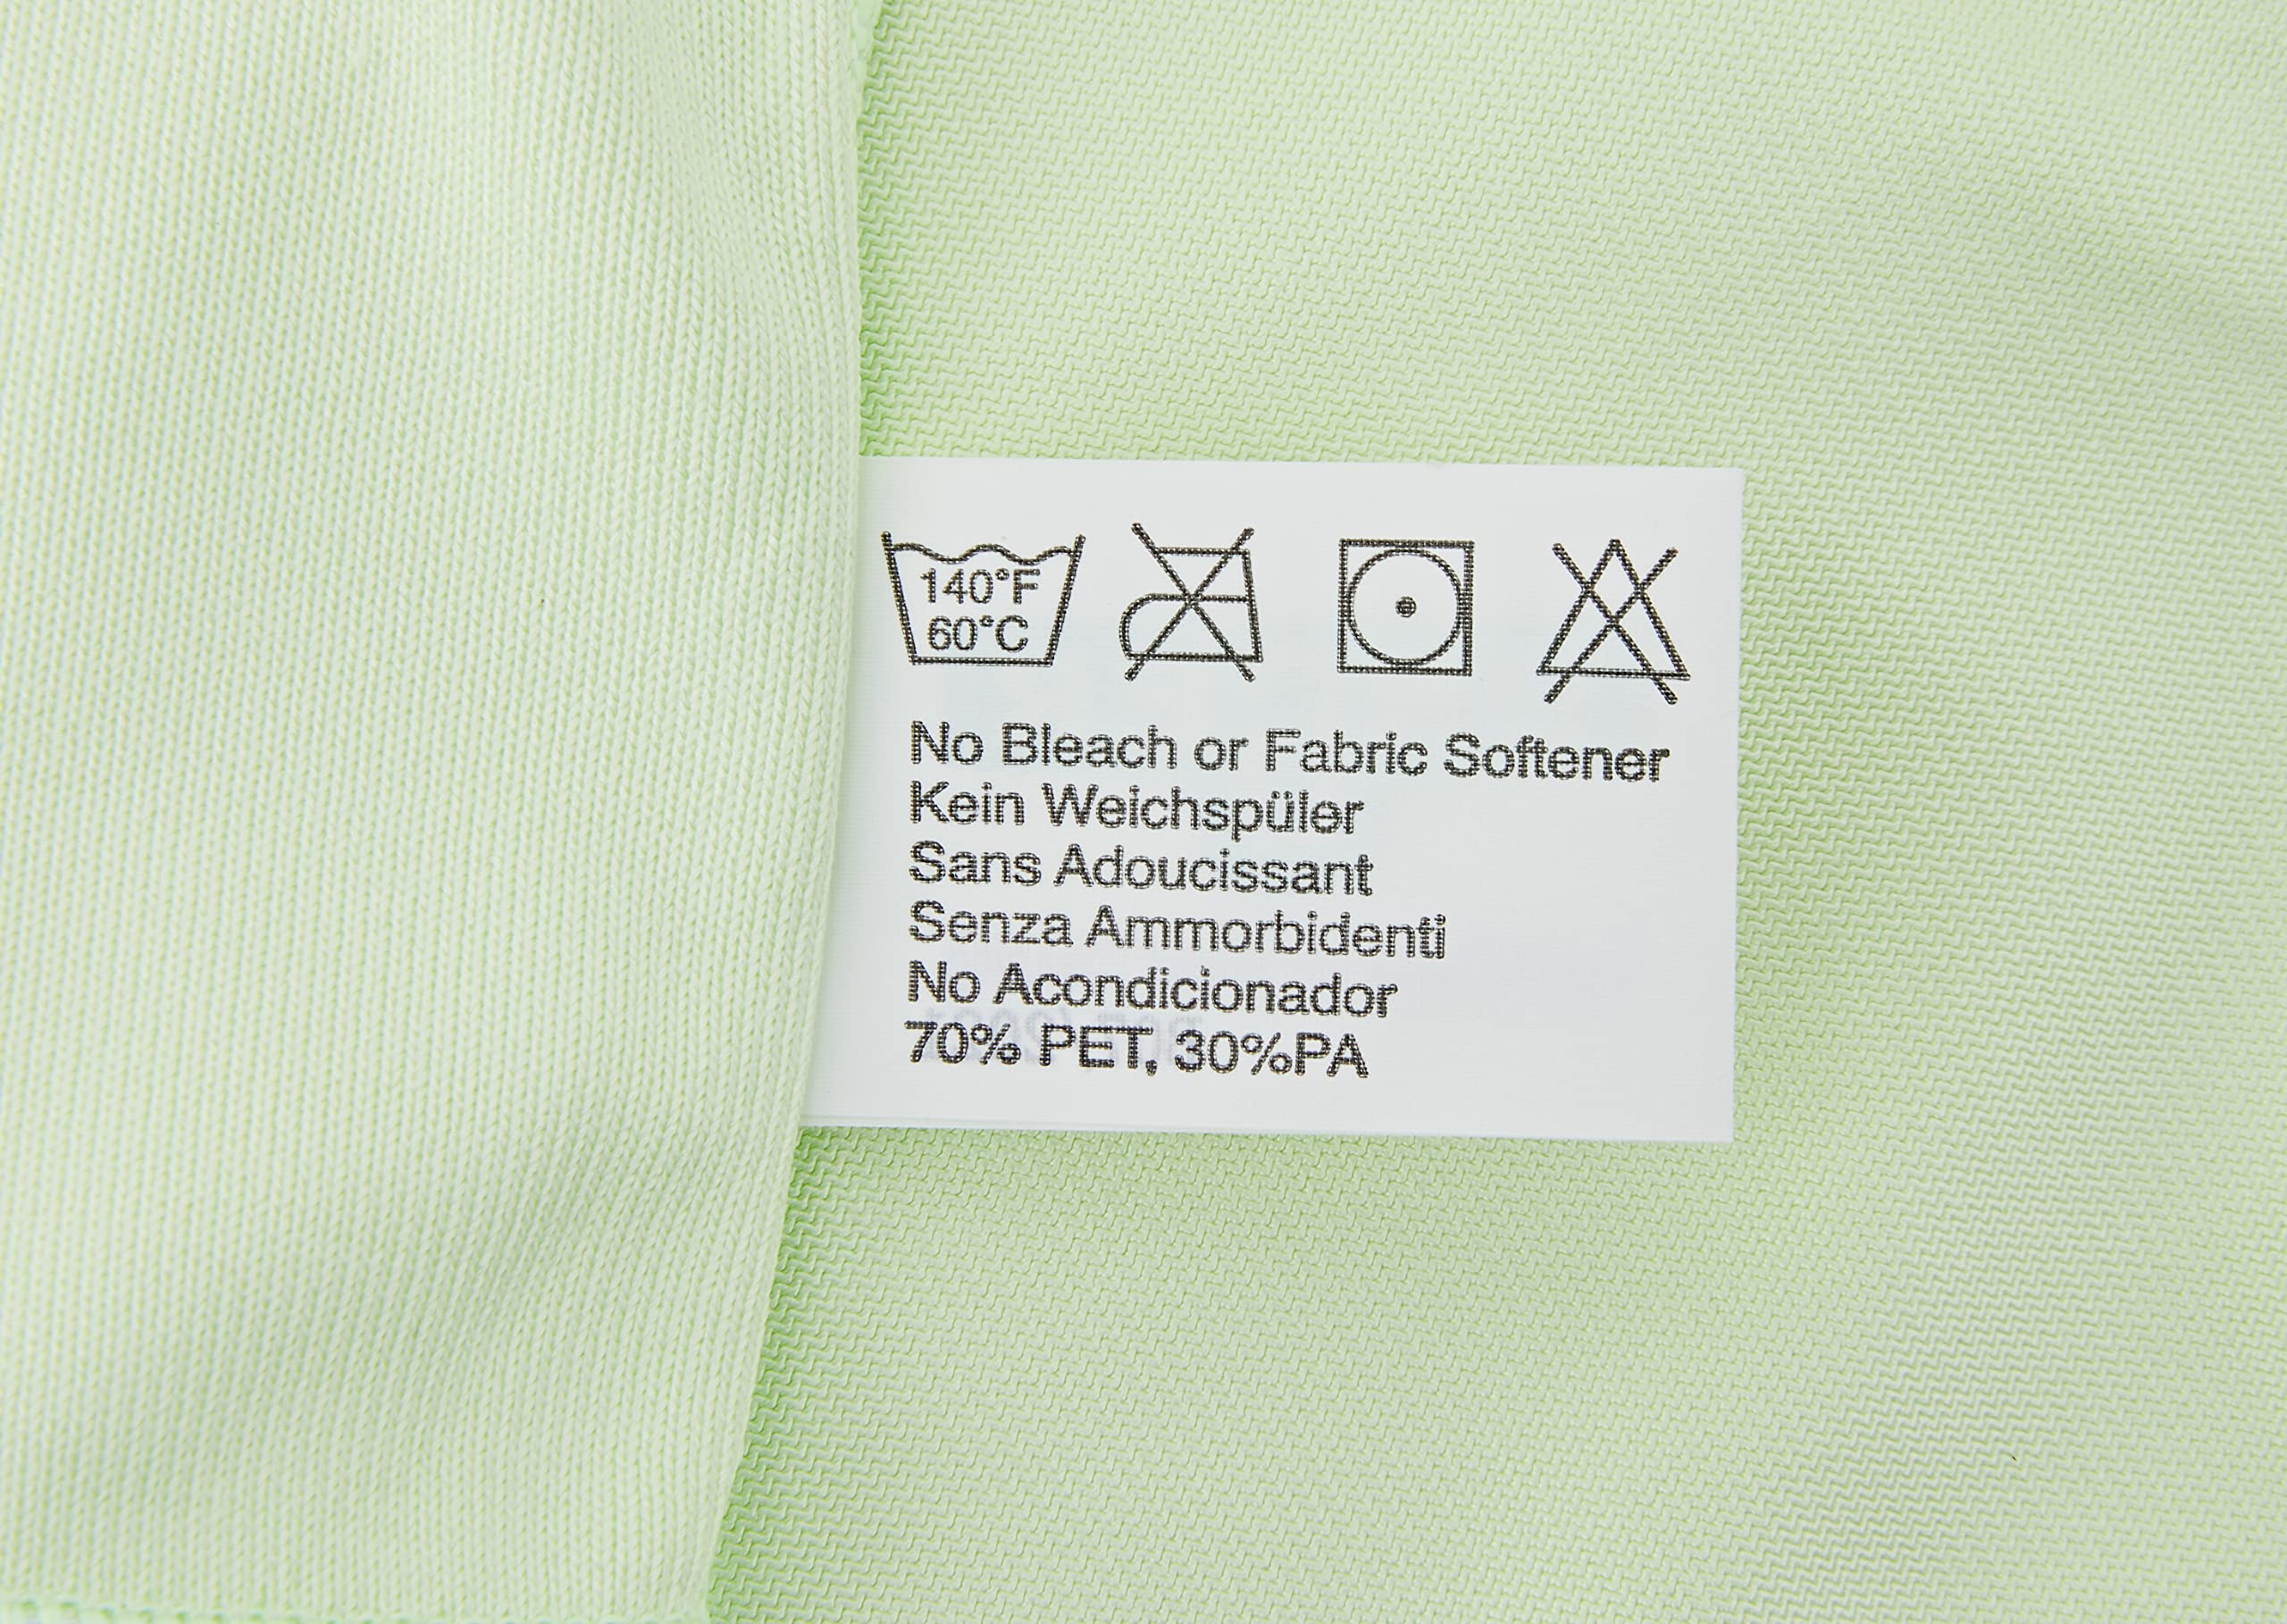 140°F
60°C
No Bleach or Fabric Softener
Kein Weichspüler
Sans Adoucissant
Senza Ammorbidenti
No Acondicionador
70% PET, 30%PA